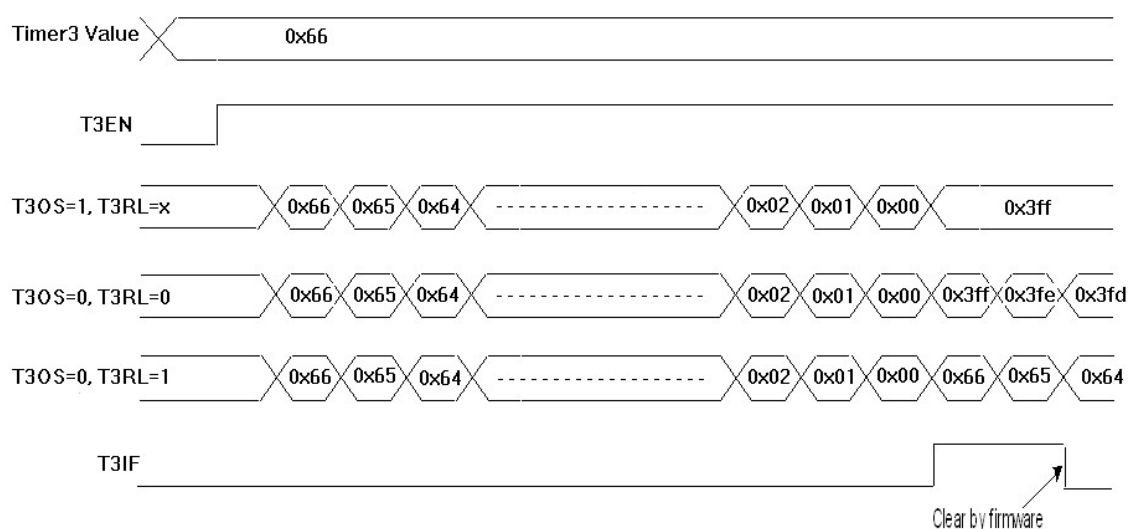 Timer3 Value 0x66
T3EN
T3OS=1, T3RL=x 0x66 0x65 0x64 0x02 0x01 0x00 0x3ff
T3OS=0, T3RL=0 0x66 0x65 0x64 0x02 0x01 0x00 0x3ff 0x3fe 0x3fd
T3OS=0, T3RL=1 0x66 0x65 0x64 0x02 0x01 0x00 0x66 0x65 0x64
T3IF
Clear by firmware